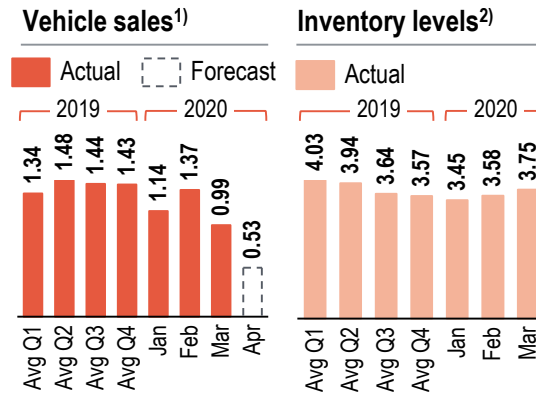 Vehicle sales1)
Actual Forecast
2019 2020
1.34 1.48 1.44 1.43 1.14 1.37 0.99 0.53
Avg Q1 Avg Q2 Avg Q3 Avg Q4 Jan Feb Mar Apr
Inventory levels2)
Actual
2019 2020
4.03 3.94 3.64 3.57 3.45 3.58 3.75
Avg Q1 Avg Q2 Avg Q3 Avg Q4 Jan Feb Mar